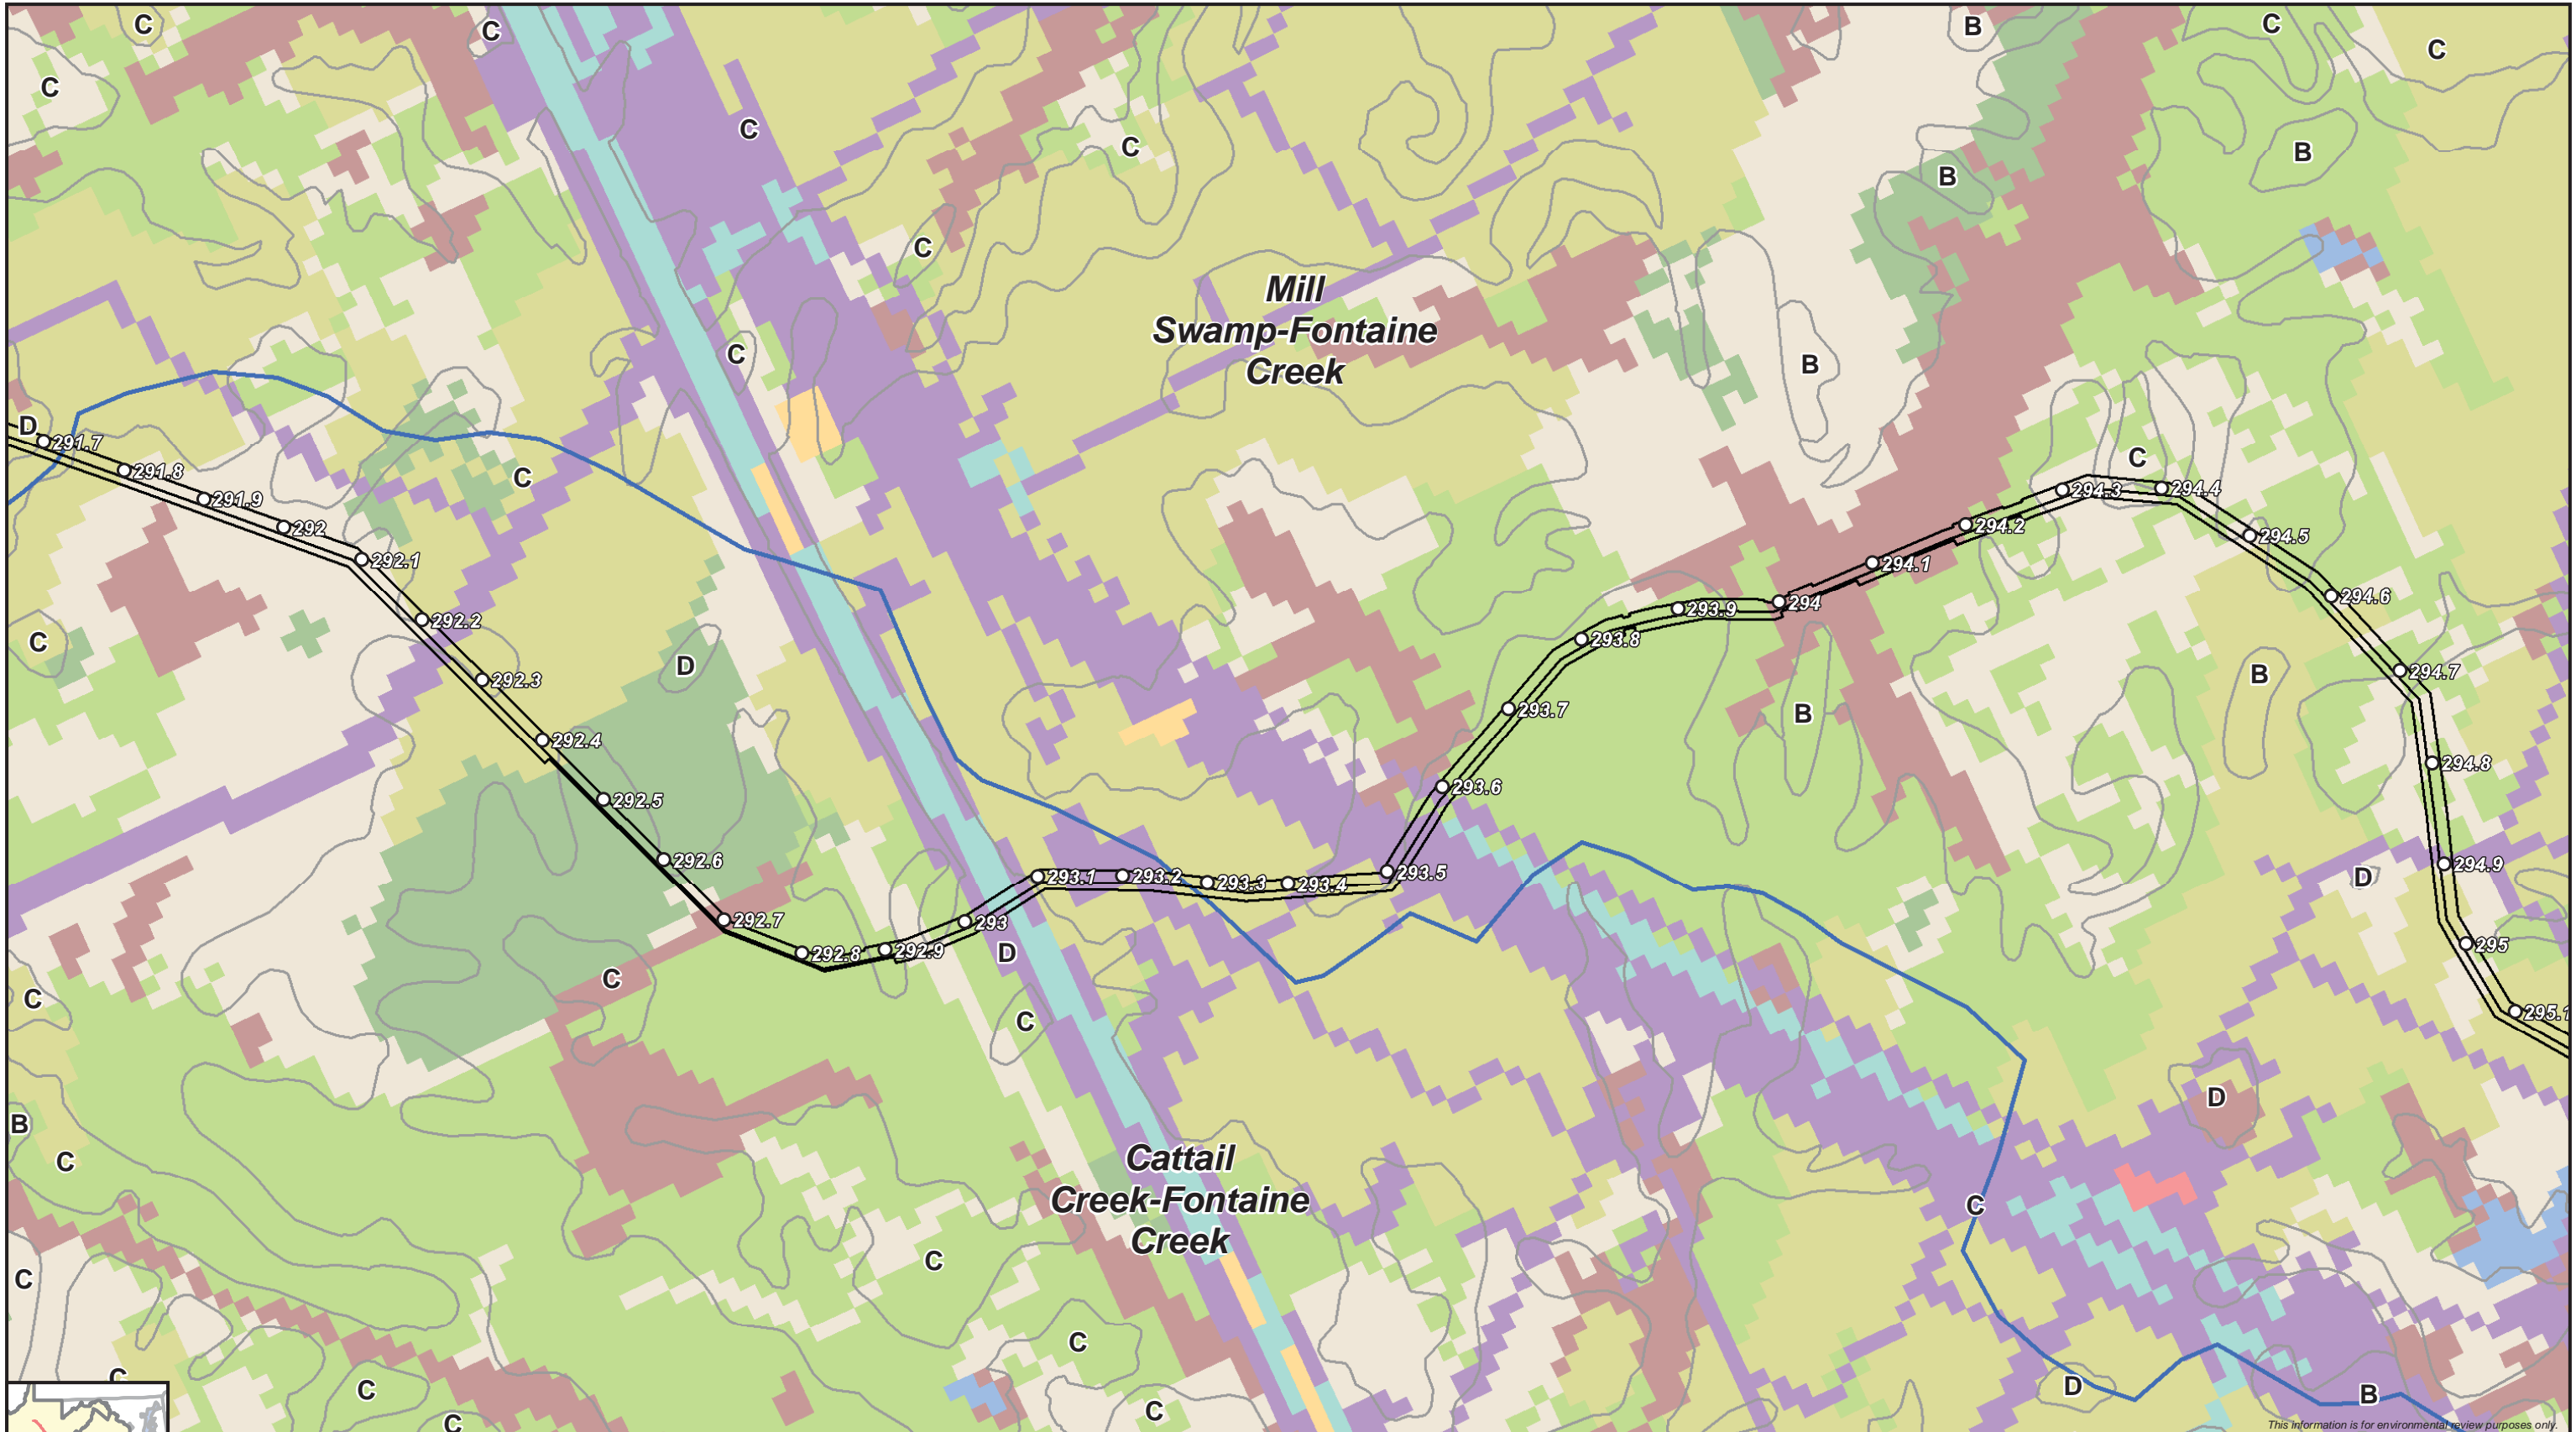 C
C
B
C
C
C
C
C
B
B
C
Mill
Swamp-Fontaine
Creek
C
B
D
291.7
C
C
291.8
294.3
294.4
291.9
292
294.2
294.5
292.1
294.1
294.6
293.9
294
292.2
C
293.8
D
294.7
292.3
B
293.7
B
292.4
294.8
293.6
292.5
292.6
294.9
293.1
293.2
293.3
293.4
293.5
D
292.7
293
295
292.8
292.9
D
C
C
295.1
C
D
B
Cattail
Creek-Fontaine
Creek
C
C
C
C
C
C
D
C
B
C
C
This information is for environmental review purposes only.